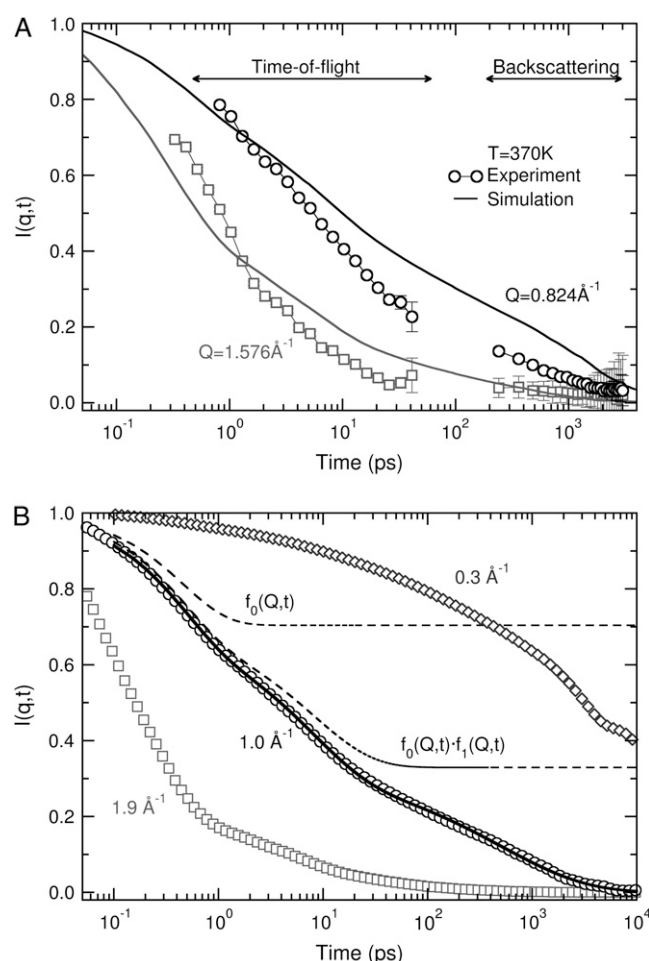 A
1.0
0.8
0.6
0.4
0.2
0.0
I(q,t)
Time-of-flight
Backscattering
T=370K
Experiment
Simulation
Q=0.824Å⁻¹
Q=1.576Å⁻¹
10⁻¹ 10⁰ 10¹ 10² 10³
Time (ps)
B
1.0
0.8
0.6
0.4
0.2
0.0
I(q,t)
0.3 Å⁻¹
f₀(Q,t)
1.0 Å⁻¹
f₀(Q,t)·f₁(Q,t)
1.9 Å⁻¹
10⁻¹ 10⁰ 10¹ 10² 10³ 10⁴
Time (ps)